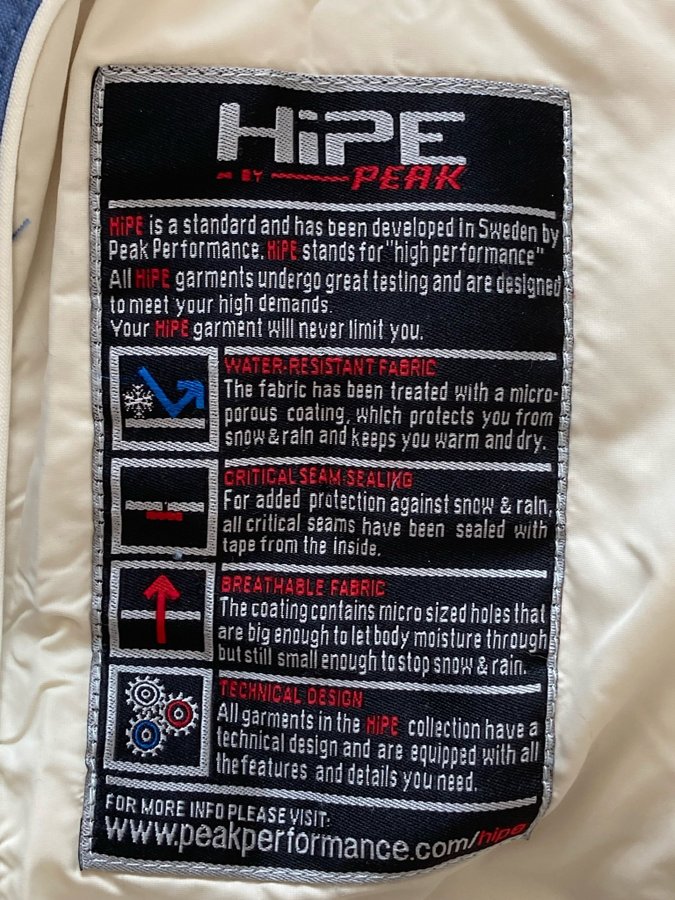 HiPE
BY PEAK
HiPE is a standard and has been developed in Sweden by
Peak Performance. HiPE stands for "high performance"
All HiPE garments undergo great testing and are designed
to meet your high demands.
Your HiPE garment will never limit you.
WATER-RESISTANT FABRIC
The fabric has been treated with a micro-
porous coating, which protects you from
snow & rain and keeps you warm and dry.
CRITICAL SEAM-SEALING
For added protection against snow & rain,
all critical seams have been sealed with
tape from the inside.
BREATHABLE FABRIC
The coating contains micro sized holes that
are big enough to let body moisture through
but still small enough to stop snow & rain.
TECHNICAL DESIGN
All garments in the HiPE collection have a
technical design and are equipped with all
thefeatures and details you need.
FOR MORE INFO PLEASE VISIT:
www.peakperformance.com/hipe